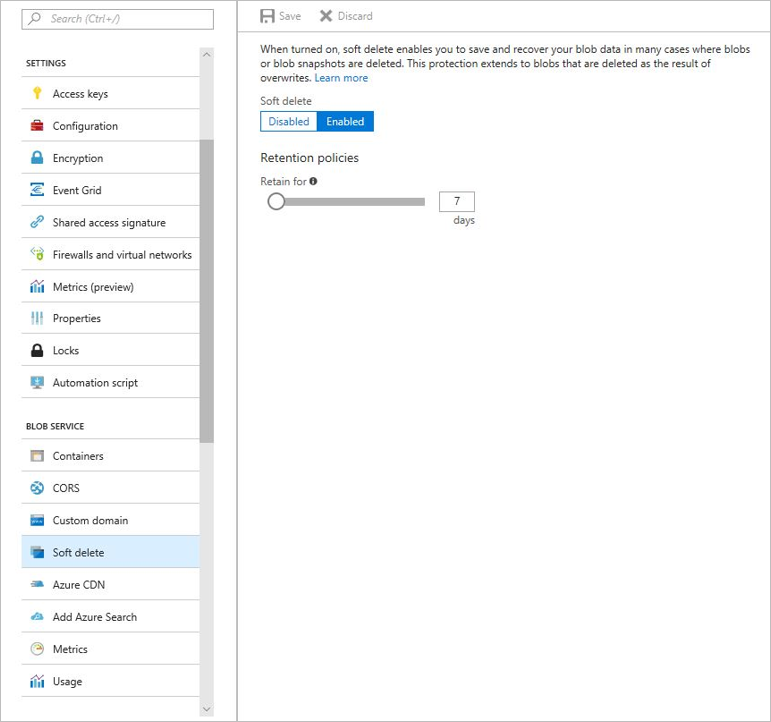 Search (Ctrl+/)
SETTINGS
Access keys
Configuration
Encryption
Event Grid
Shared access signature
Firewalls and virtual networks
Metrics (preview)
Properties
Locks
Automation script
BLOB SERVICE
Containers
CORS
Custom domain
Soft delete
Azure CDN
Add Azure Search
Metrics
Usage
Save Discard
When turned on, soft delete enables you to save and recover your blob data in many cases where blobs
or blob snapshots are deleted. This protection extends to blobs that are deleted as the result of
overwrites. Learn more
Soft delete
Disabled Enabled
Retention policies
Retain for
7
days